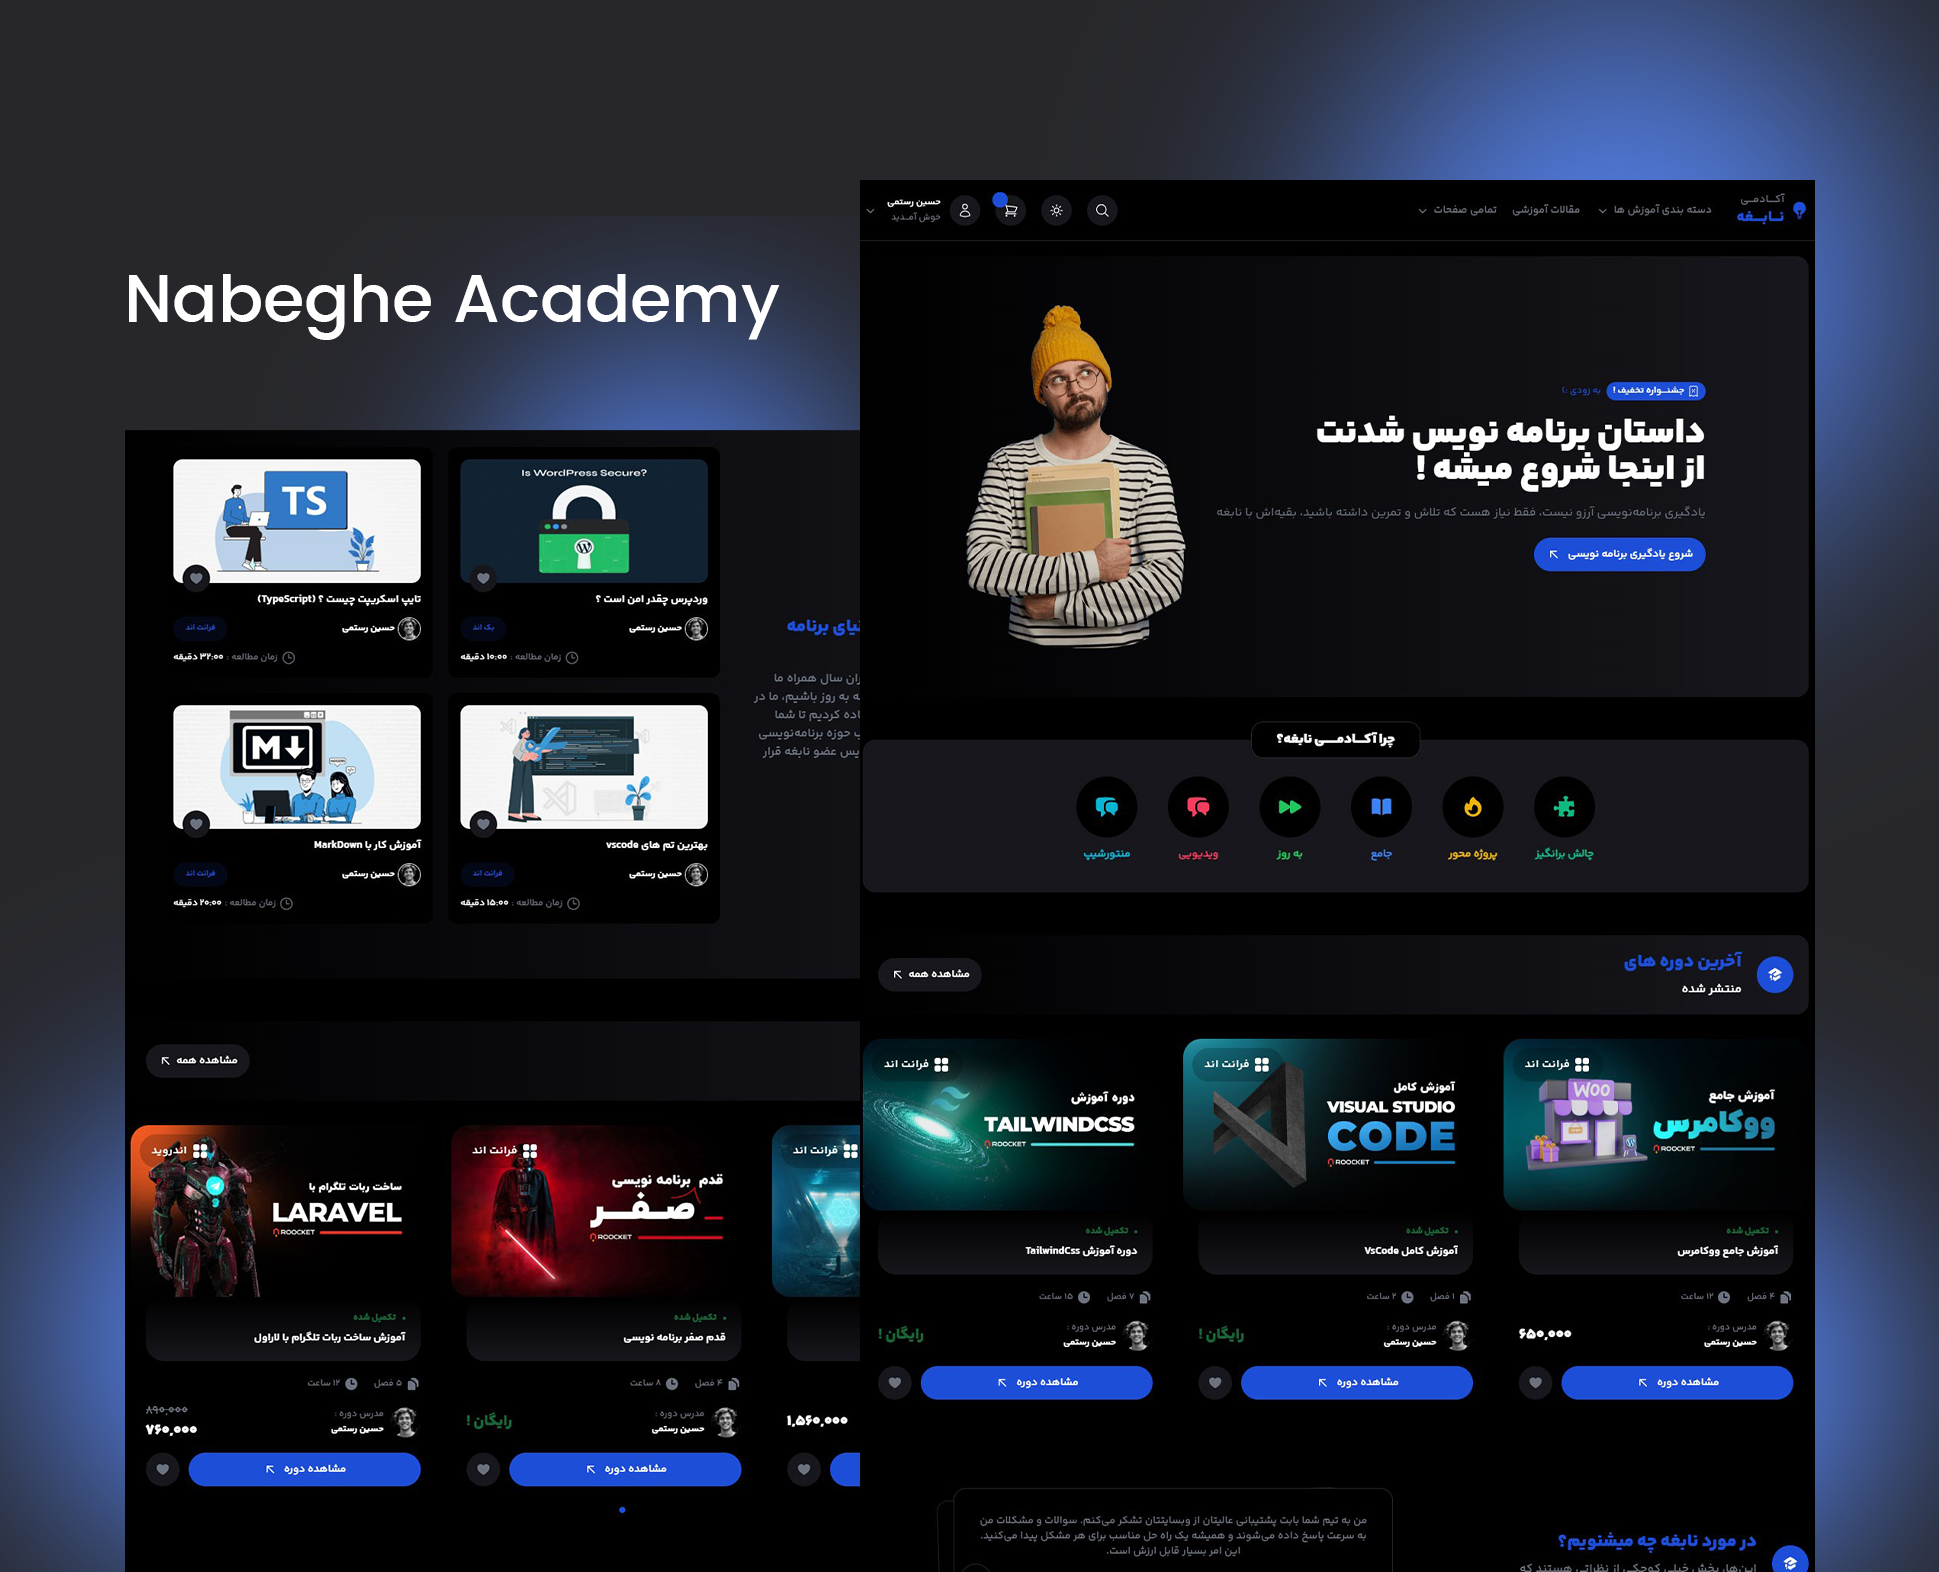 Nabeghe Academy
آکـــادمــی
نــابــغه
دسته بندی آموزش ها
مقالات آموزشی
تمامی صفحات
حسین رستمی
خوش آمــدید
جشنــواره تخفیف !
به زودی :)
داستان برنامه نویس شدنت
از اینجا شروع میشه !
یادگیری برنامه‌نویسی آرزو نیست، فقط نیاز هست که تلاش و تمرین داشته باشید، بقیه‌اش با نابغه
شروع یادگیری برنامه نویسی
چرا آکــادمــــی نابغه؟
چالش برانگیز
پروژه محور
جامع
به روز
ویدیویی
منتورشیپ
آخرین دوره های
منتشر شده
مشاهده همه
فرانت اند
آموزش جامع
WOO
ووکامرس
ROOCKET
تکمیل شده
آموزش جامع ووکامرس
۴ فصل
۱۲ ساعت
مدرس دوره :
حسین رستمی
۶۵۰,۰۰۰
مشاهده دوره
فرانت اند
آموزش کامل
VISUAL STUDIO
CODE
ROOCKET
تکمیل شده
آموزش کامل VsCode
۱ فصل
۲ ساعت
مدرس دوره :
حسین رستمی
رایگان !
مشاهده دوره
فرانت اند
دوره آموزش
TAILWINDCSS
ROOCKET
تکمیل شده
دوره آموزش TailwindCss
۷ فصل
۱۵ ساعت
مدرس دوره :
حسین رستمی
رایگان !
مشاهده دوره
در مورد نابغه چه میشنویم؟
این‌ها، بخش خیلی کوچکی از نظراتی هستند که
من به تیم شما بابت پشتیبانی عالیتان از وبسایتتان تشکر می‌کنم. سوالات و مشکلات من
به سرعت پاسخ داده می‌شوند و همیشه یک راه حل مناسب برای هر مشکل پیدا می‌کنید.
این امر بسیار قابل ارزش است.
نیای برنامه
ران سال همراه ما
ه به روز باشیم، ما در
اده کردیم تا شما
ب حوزه برنامه‌نویسی
یس عضو نابغه قرار
Is WordPress Secure?
وردپرس چقدر امن است ؟
حسین رستمی
بک اند
زمان مطالعه : ۱۰:۰۰ دقیقه
TS
تایپ اسکریپت چیست ؟ (TypeScript)
حسین رستمی
فرانت اند
زمان مطالعه : ۳۲:۰۰ دقیقه
بهترین تم های vscode
حسین رستمی
فرانت اند
زمان مطالعه : ۱۵:۰۰ دقیقه
M
آموزش کار با MarkDown
حسین رستمی
فرانت اند
زمان مطالعه : ۲۰:۰۰ دقیقه
مشاهده همه
فرانت اند
۱,۵۶۰,۰۰۰
فرانت اند
قدم برنامه نویسی
صفر
ROOCKET
تکمیل شده
قدم صفر برنامه نویسی
۴ فصل
۸ ساعت
مدرس دوره :
حسین رستمی
رایگان !
مشاهده دوره
اندروید
ساخت ربات تلگرام با
LARAVEL
ROOCKET
تکمیل شده
آموزش ساخت ربات تلگرام با لاراول
۵ فصل
۱۲ ساعت
مدرس دوره :
حسین رستمی
۸۹۰,۰۰۰
۷۶۰,۰۰۰
مشاهده دوره